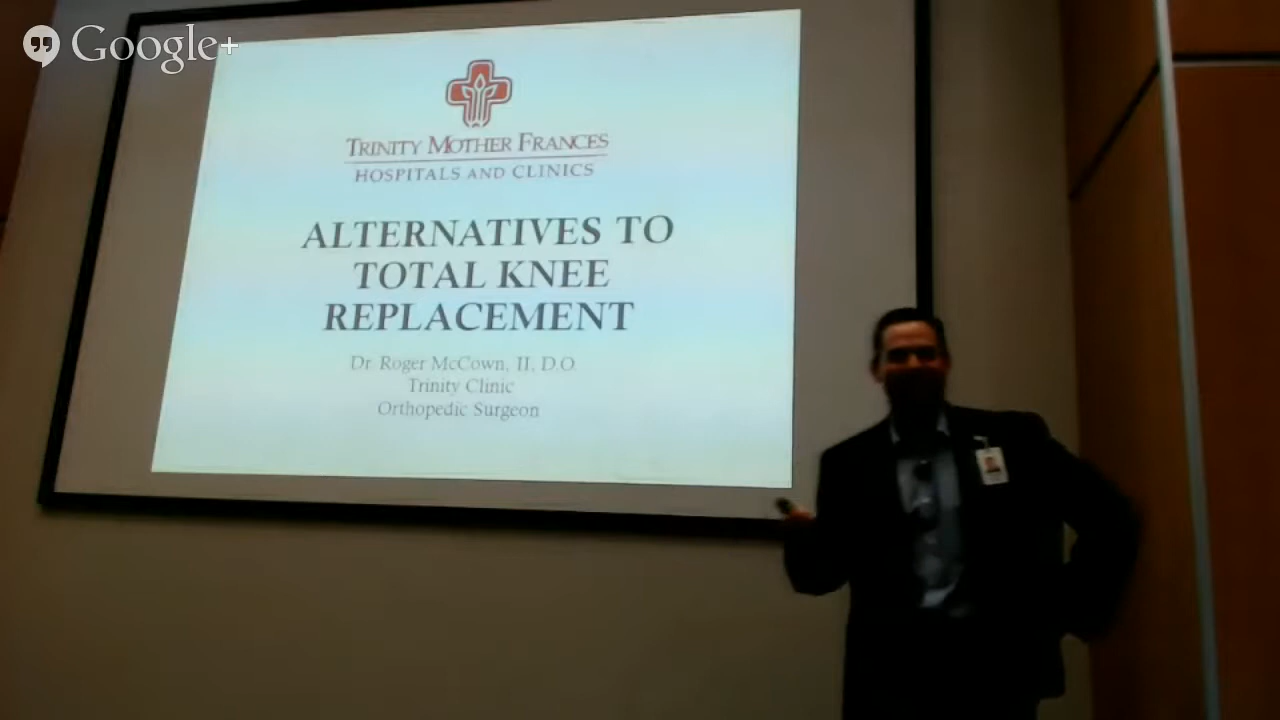 Google+
TRINITY MOTHER FRANCES
HOSPITALS AND CLINICS
ALTERNATIVES TO
TOTAL KNEE
REPLACEMENT
Dr. Roger McCown, II, D.O.
Trinity Clinic
Orthopedic Surgeon